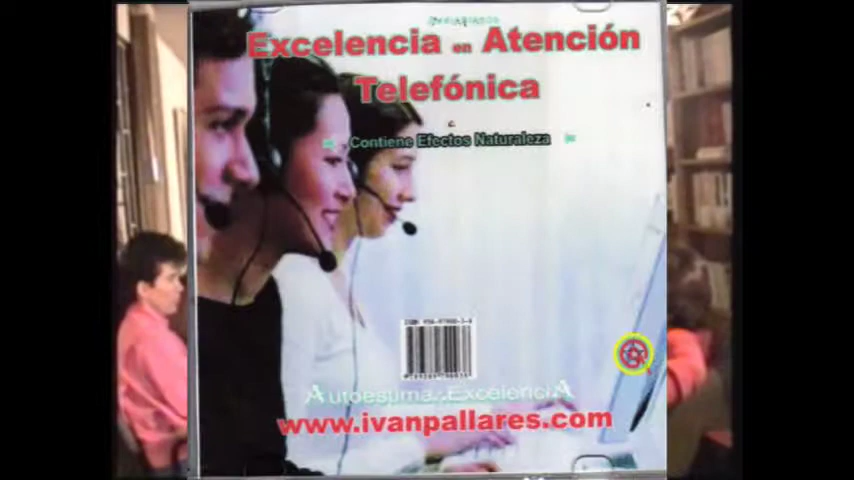 Excelencia en Atención
Telefónica
Contiene Efectos Naturaleza
Autoestima y ExcelenciA
www.ivanpallares.com